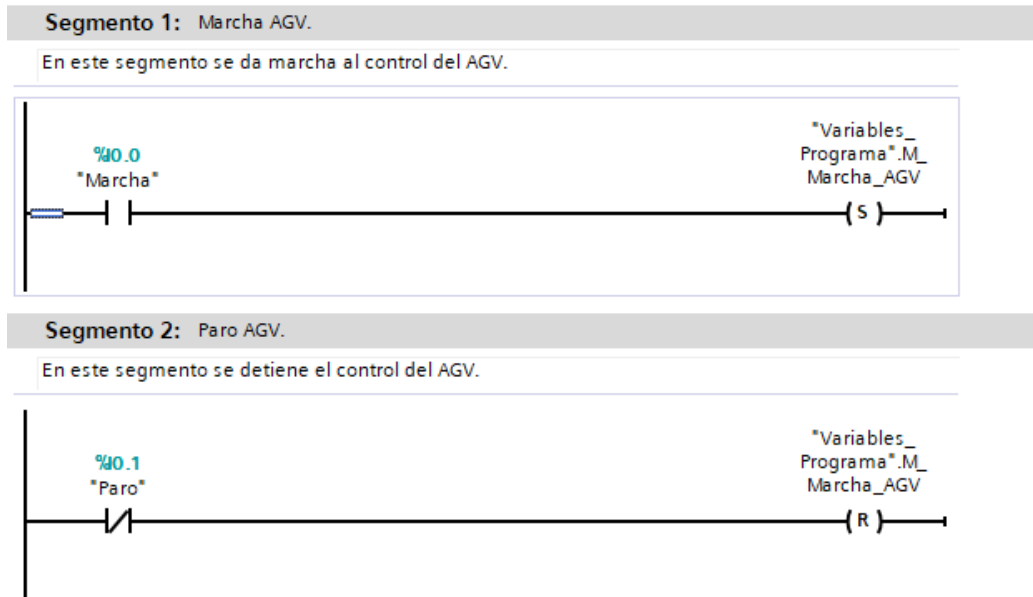 Segmento 1: Marcha AGV.
En este segmento se da marcha al control del AGV.
"Variables_
%I0.0
Programa".M_
"Marcha"
Marcha_AGV
S
Segmento 2: Paro AGV.
En este segmento se detiene el control del AGV.
"Variables_
%I0.1
Programa".M_
"Paro"
Marcha_AGV
R